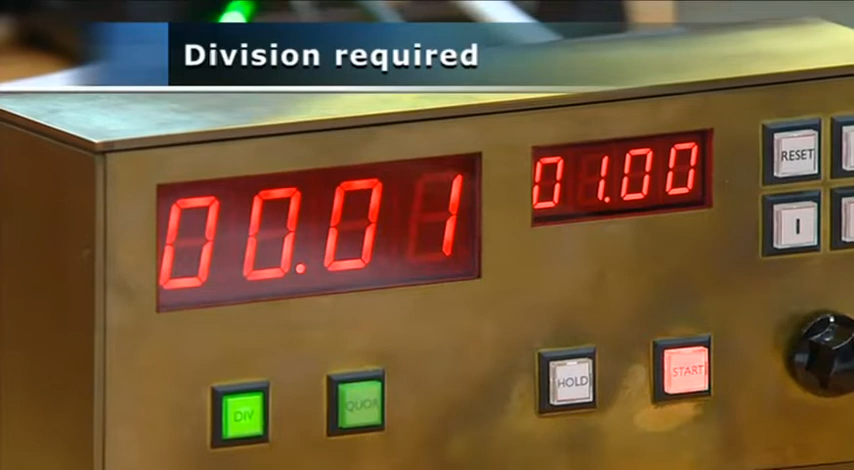 Division required
00.01
01.00
RESET
I
DIV
QUOR
HOLD
START